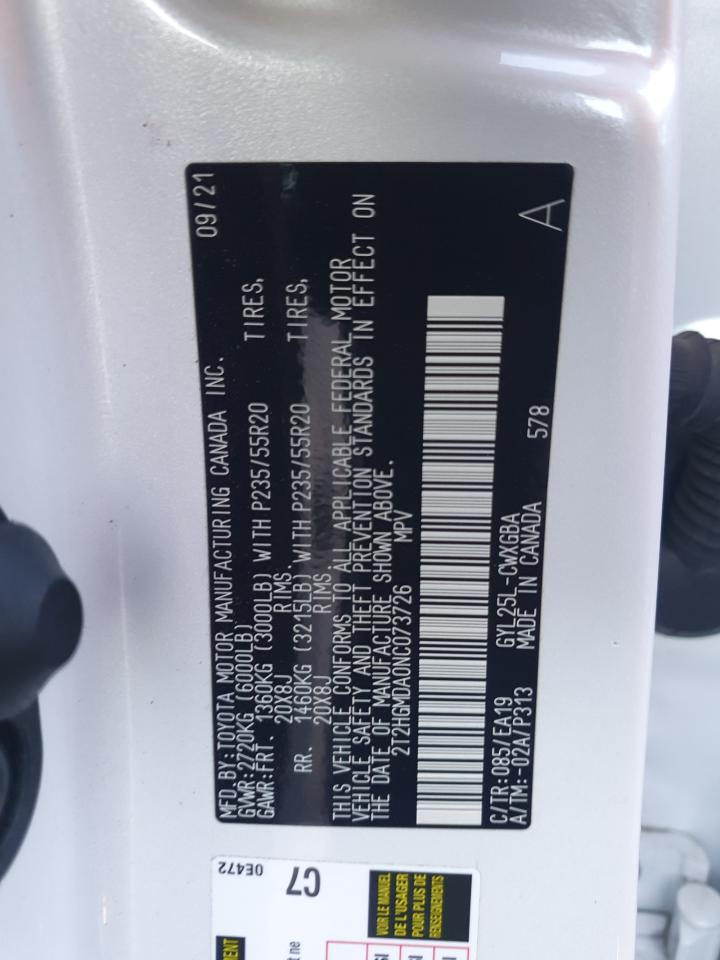 MFD. BY: TOYOTA MOTOR MANUFACTURING CANADA INC. 09/21
GVWR: 2720KG (6000LB)
GAWR: FRT. 1360KG (3000LB) WITH P235/55R20 TIRES,
20X8J RIMS.
RR. 1460KG (3215LB) WITH P235/55R20 TIRES,
20X8J RIMS.
THIS VEHICLE CONFORMS TO ALL APPLICABLE FEDERAL MOTOR
VEHICLE SAFETY AND THEFT PREVENTION STANDARDS IN EFFECT ON
THE DATE OF MANUFACTURE SHOWN ABOVE.
2T2HGMDA0NC073726 MPV
C/TR: 085/EA19 GYL25L-CWXGBA
A/TM:-02A/P313 MADE IN CANADA 578 A
0E472
C7
VOIR LE MANUEL
DE L'USAGER
POUR PLUS DE
RENSEIGNEMENTS